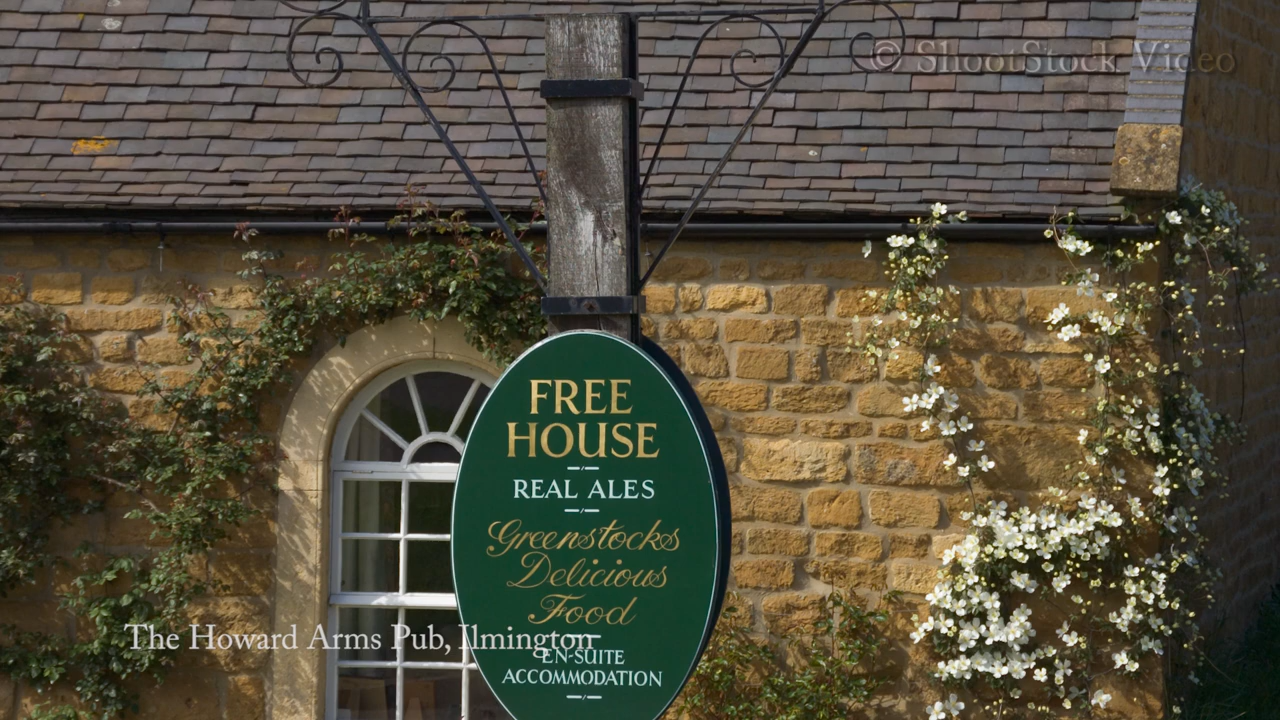 © ShootStock Video
FREE
HOUSE
REAL ALES
Greenstocks
Delicious
Food
The Howard Arms Pub, Ilmington
EN-SUITE
ACCOMMODATION